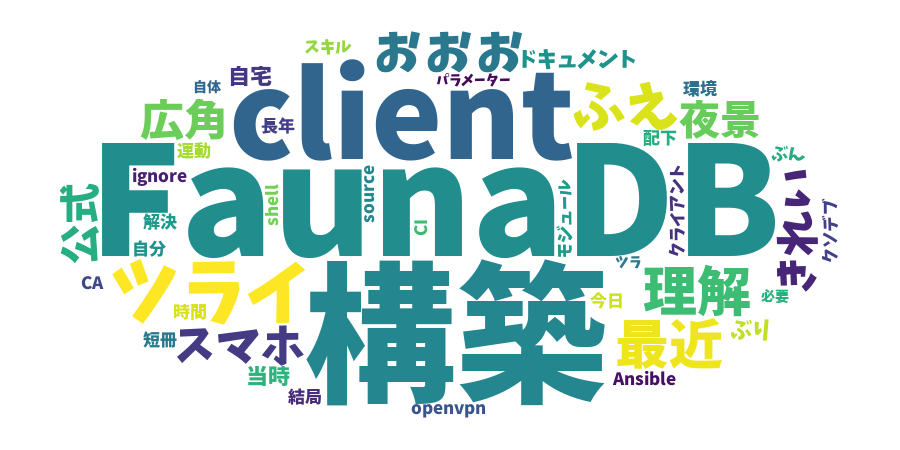 スキル
おおお
ドキュメント
自宅
パラメーター
自体
環境
client
ふえ
広角
夜景
長年
配下
運動
ぶん
FaunaDB
ignore
source
shell
CI
モジュール
クライアント
きれい
クソデブ
公式
解決
自分
ツラ
CA
ツライ
構築
理解
必要
今日
時間
短冊
スマホ
最近
ぶり
当時
結局
Ansible
openvpn